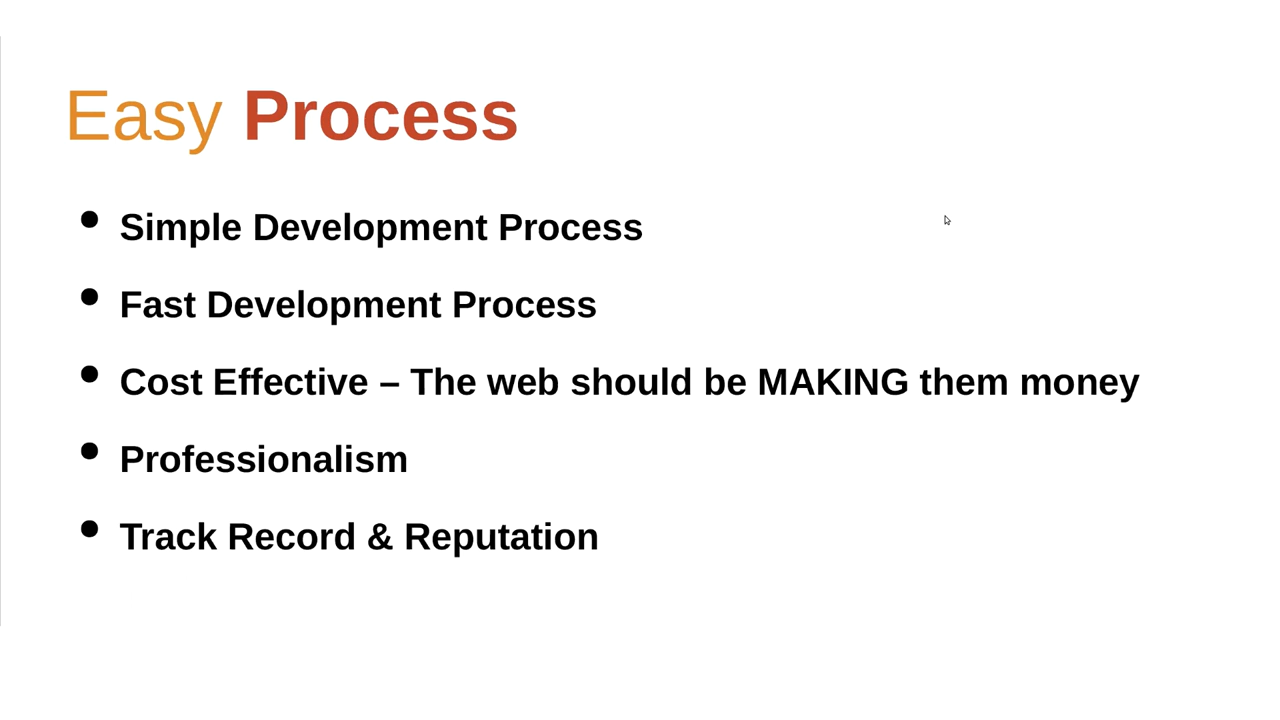 Easy Process
• Simple Development Process
• Fast Development Process
• Cost Effective – The web should be MAKING them money
• Professionalism
• Track Record & Reputation